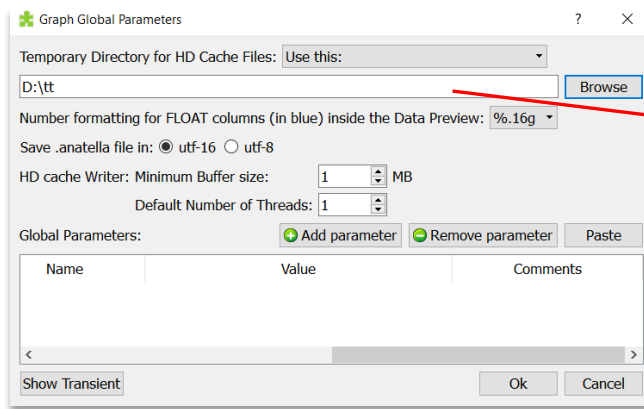 Graph Global Parameters
Temporary Directory for HD Cache Files: Use this:
D:\tt Browse
Number formatting for FLOAT columns (in blue) inside the Data Preview: %.16g
Save .anatella file in: utf-16 utf-8
HD cache Writer: Minimum Buffer size: 1 MB
Default Number of Threads: 1
Global Parameters: Add parameter Remove parameter Paste
Name Value Comments
Show Transient Ok Cancel